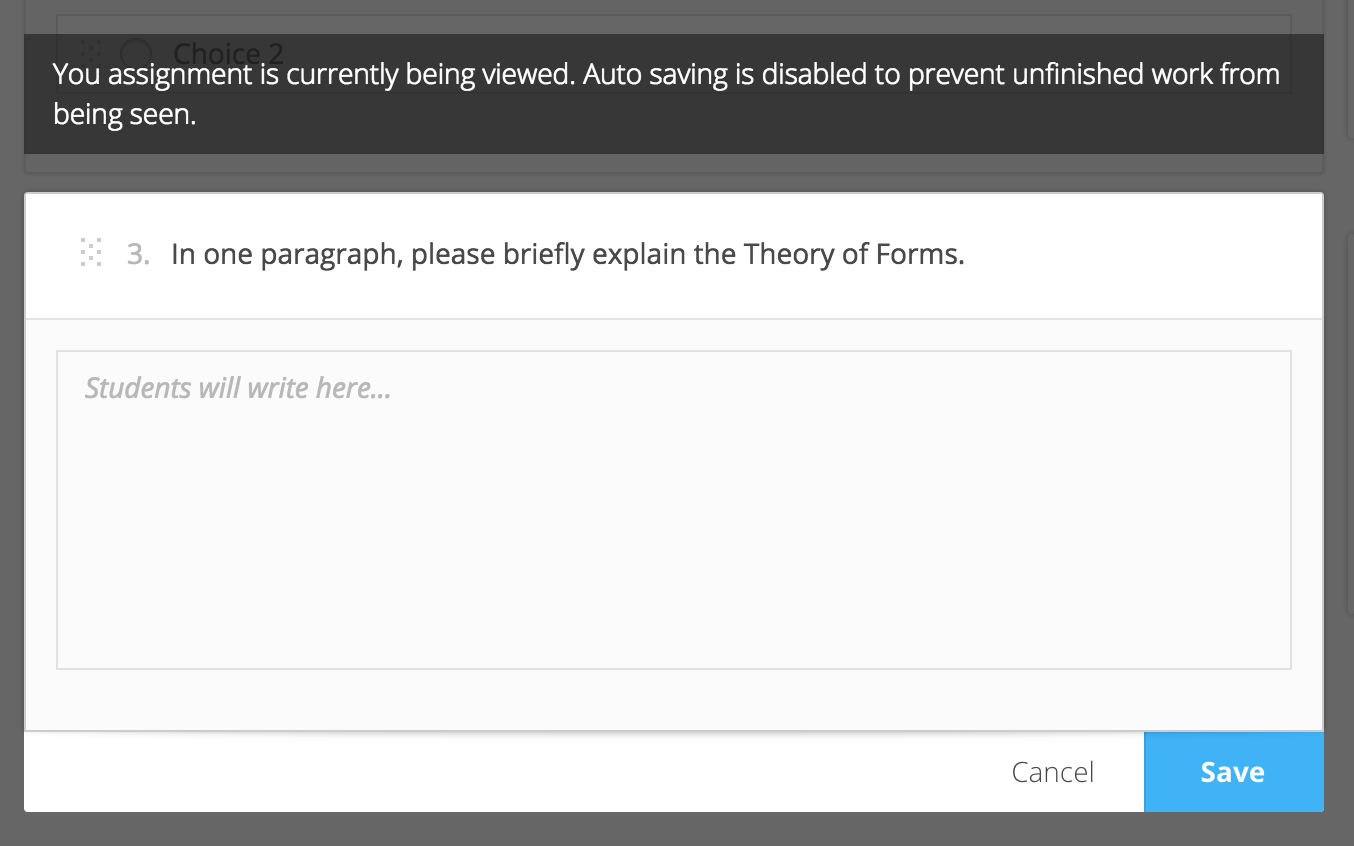 Choice 2
You assignment is currently being viewed. Auto saving is disabled to prevent unfinished work from
being seen.
3. In one paragraph, please briefly explain the Theory of Forms.
Students will write here...
Cancel Save